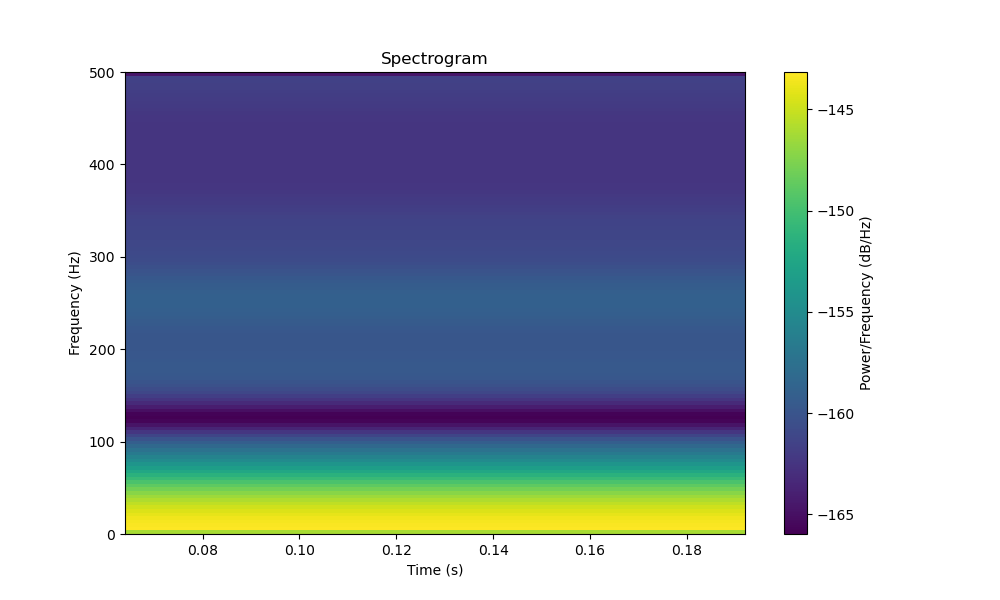 Spectrogram
500
400
300
200
100
0
Frequency (Hz)
0.08 0.10 0.12 0.14 0.16 0.18
Time (s)
−145
−150
−155
−160
−165
Power/Frequency (dB/Hz)